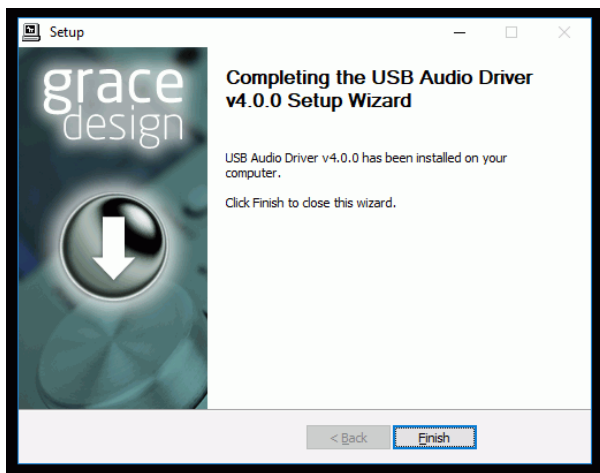 Setup
grace
design
Completing the USB Audio Driver
v4.0.0 Setup Wizard
USB Audio Driver v4.0.0 has been installed on your
computer.
Click Finish to close this wizard.
< Back
Finish